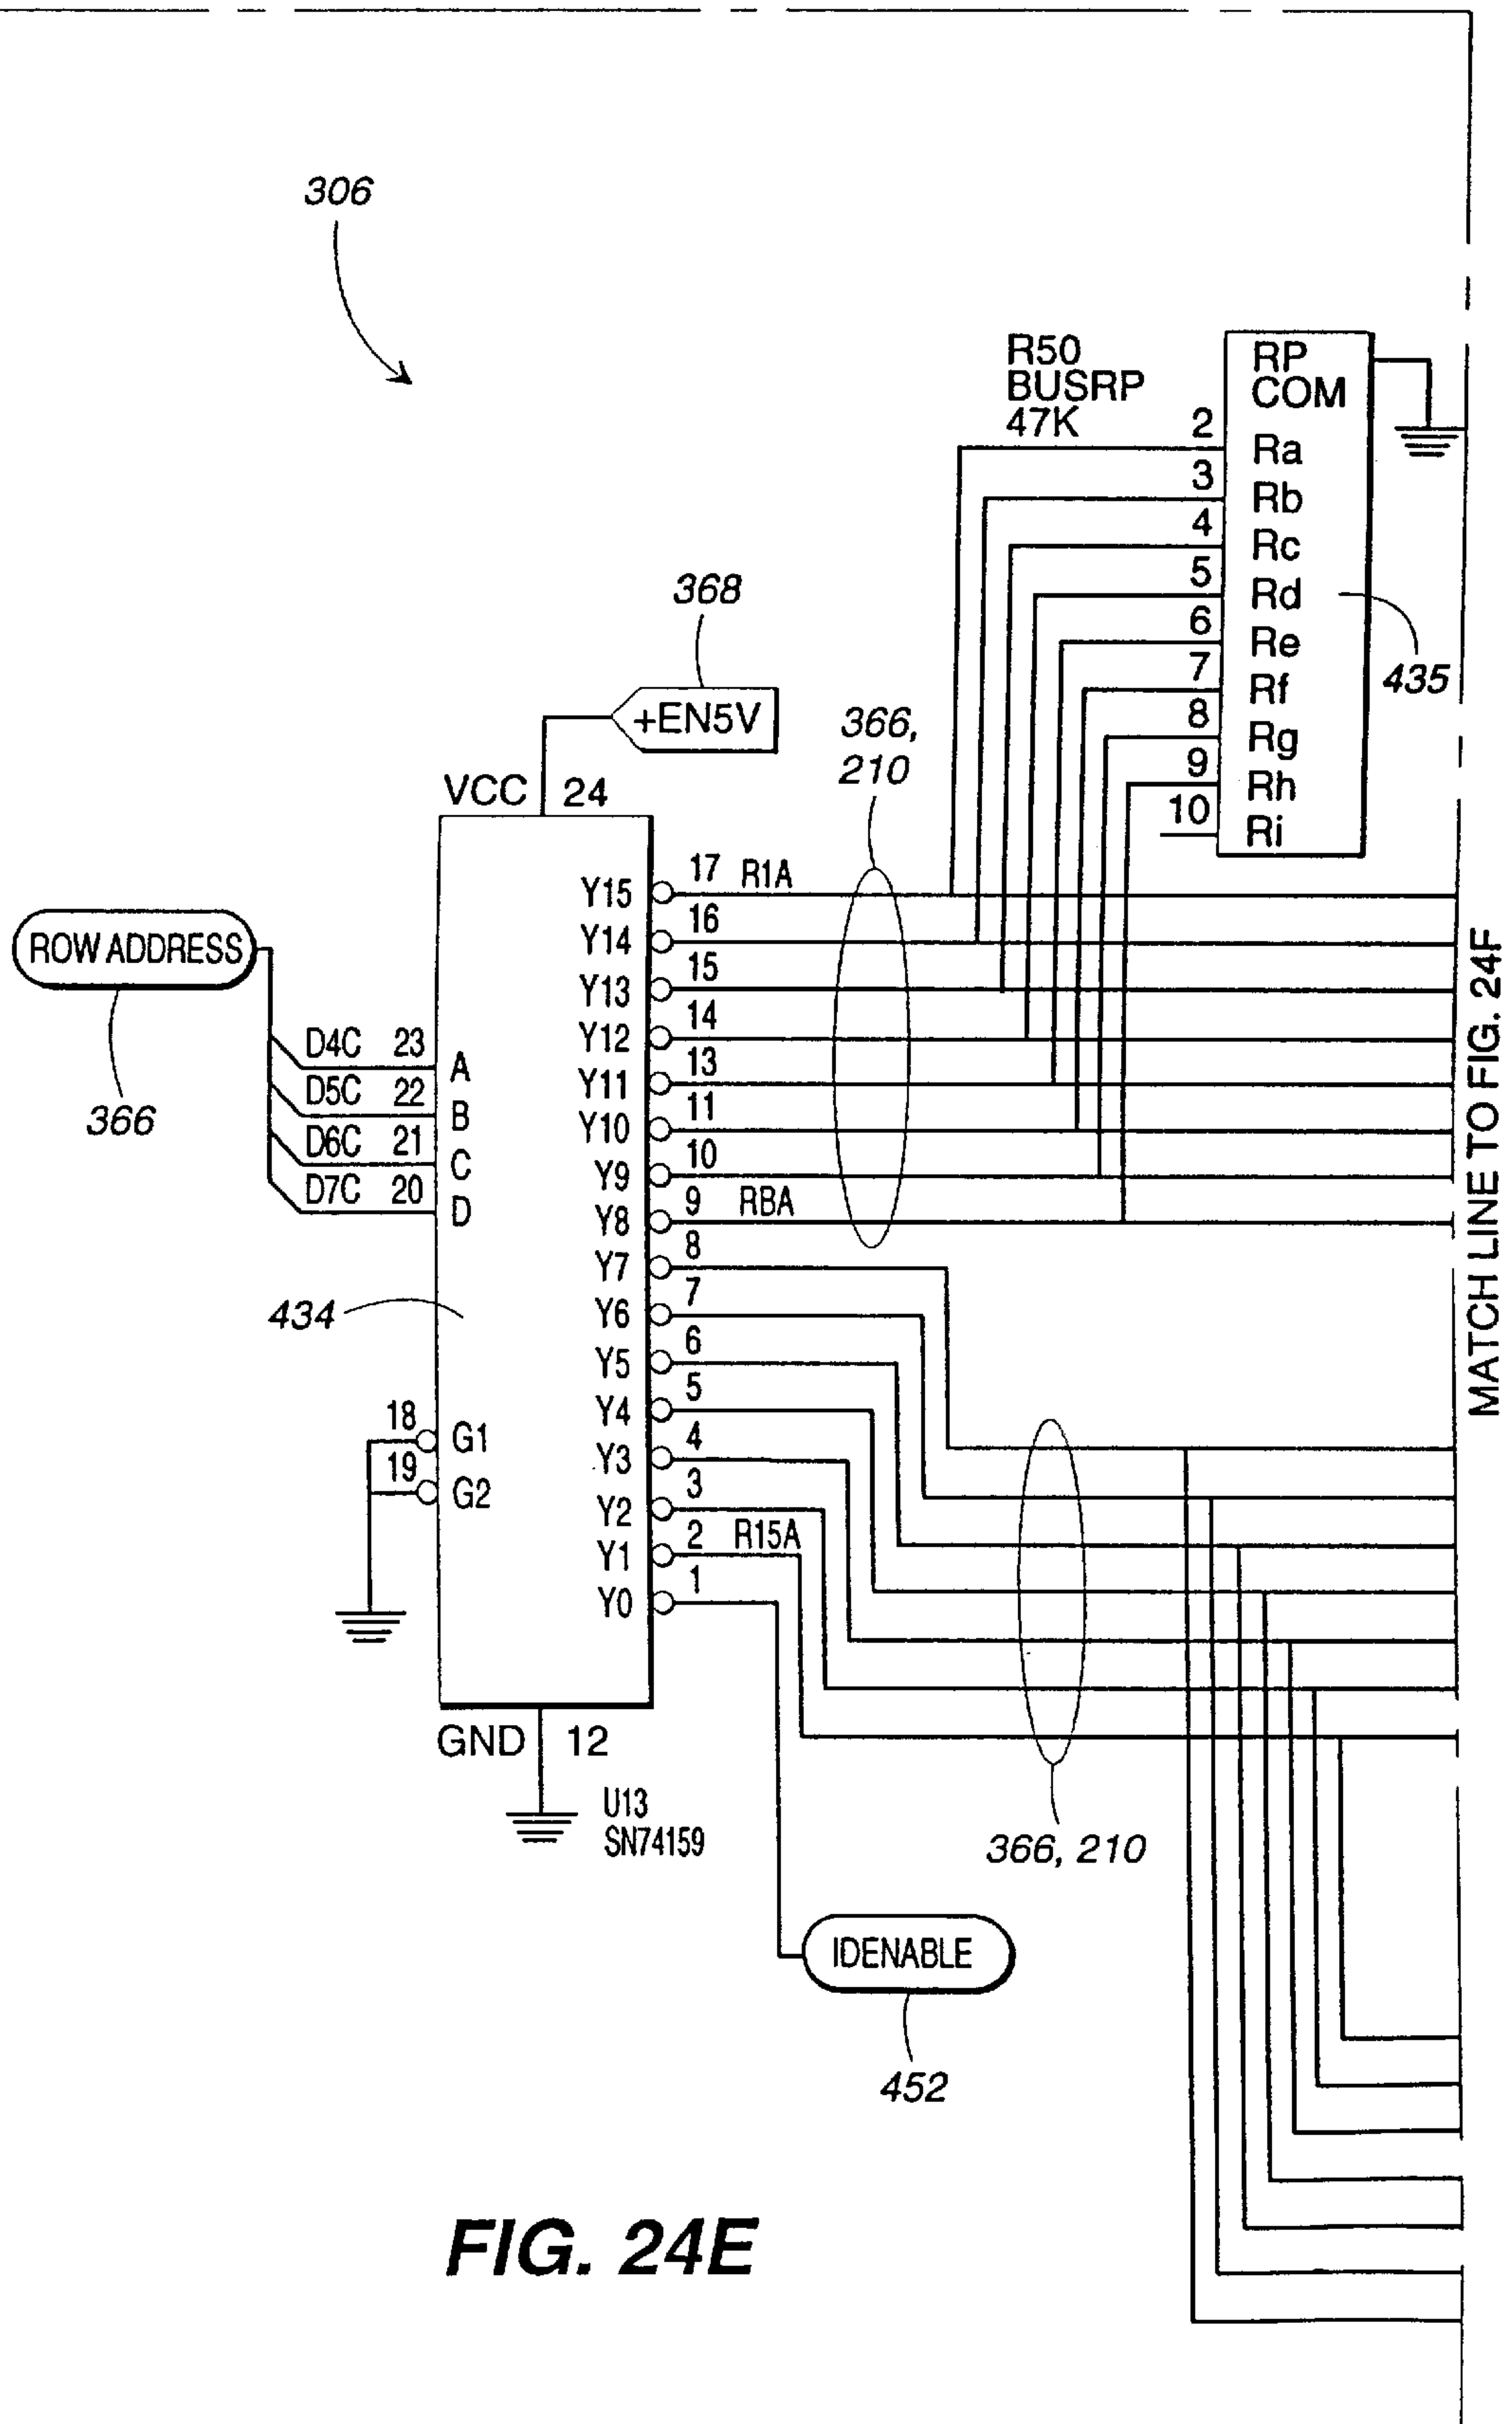 306
R50
BUSRP
47K
RP
COM
2 Ra
3 Rb
4 Rc
5 Rd
6 Re
7 Rf
8 Rg
9 Rh
10 Ri
435
368
+EN5V
366,
210
VCC 24
ROW ADDRESS
366
D4C 23 A
D5C 22 B
D6C 21 C
D7C 20 D
434
18 G1
19 G2
Y15 17 R1A
Y14 16
Y13 15
Y12 14
Y11 13
Y10 11
Y9 10
Y8 9 RBA
Y7 8
Y6 7
Y5 6
Y4 5
Y3 4
Y2 3
Y1 2 R15A
Y0 1
GND 12
U13
SN74159
366, 210
IDENABLE
452
MATCH LINE TO FIG. 24F
FIG. 24E